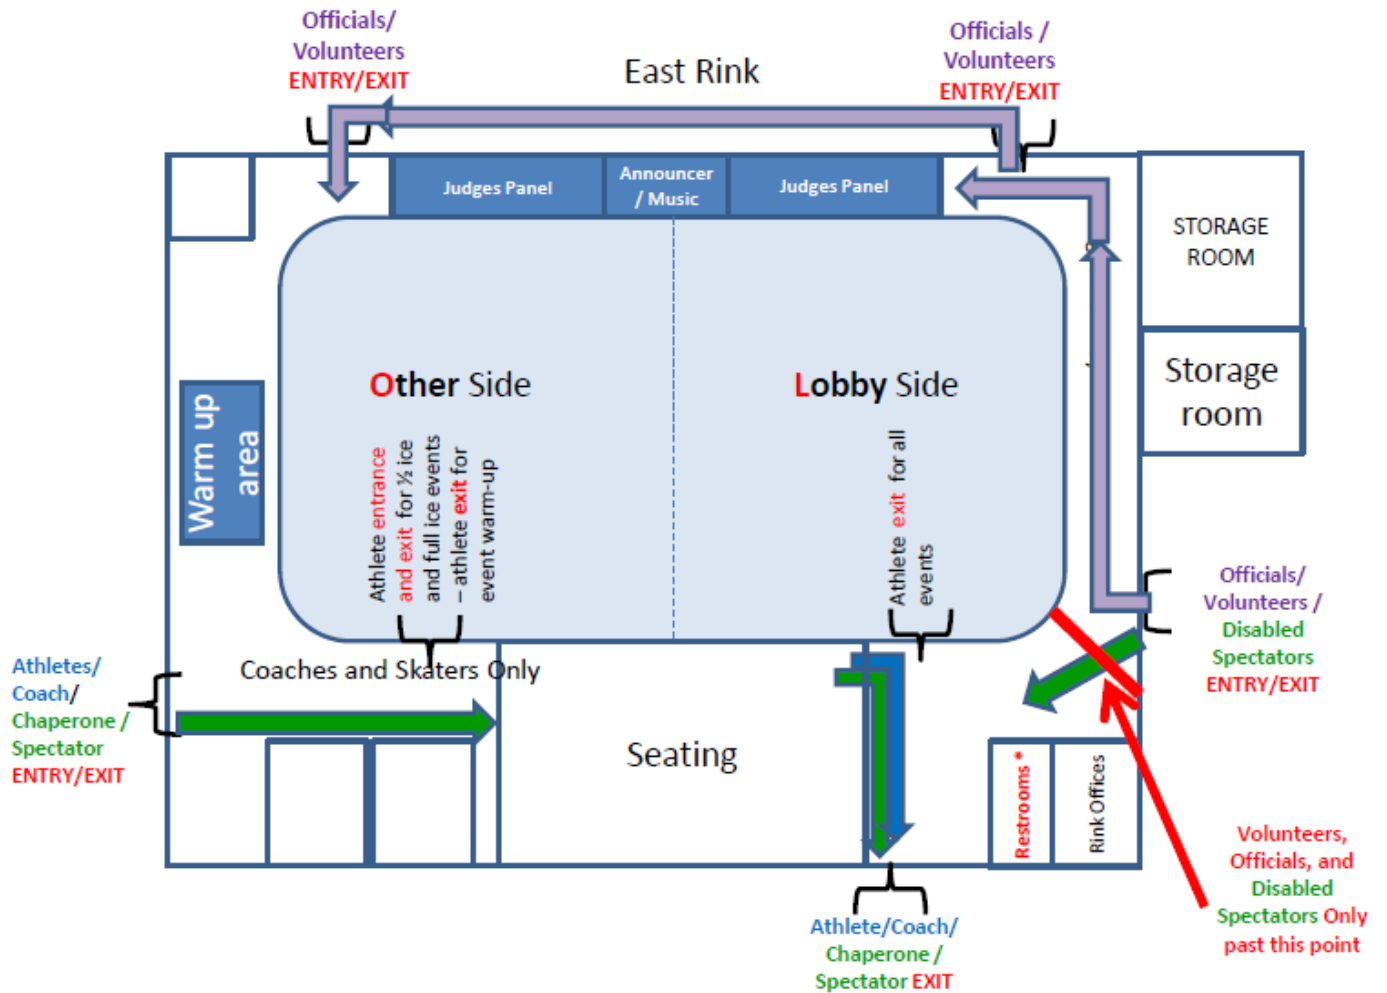 Officials/
Volunteers
ENTRY/EXIT
East Rink
Officials /
Volunteers
ENTRY/EXIT
Judges Panel
Announcer
/ Music
Judges Panel
STORAGE
ROOM
Storage
room
Other Side
Lobby Side
Warm up
area
Athlete entrance
and exit for ½ ice
and full ice events
– athlete exit for
event warm-up
Athlete exit for all
events
Officials/
Volunteers /
Disabled
Spectators
ENTRY/EXIT
Coaches and Skaters Only
Athletes/
Coach/
Chaperone /
Spectator
ENTRY/EXIT
Seating
Restrooms *
Rink Offices
Volunteers,
Officials, and
Disabled
Spectators Only
past this point
Athlete/Coach/
Chaperone /
Spectator EXIT